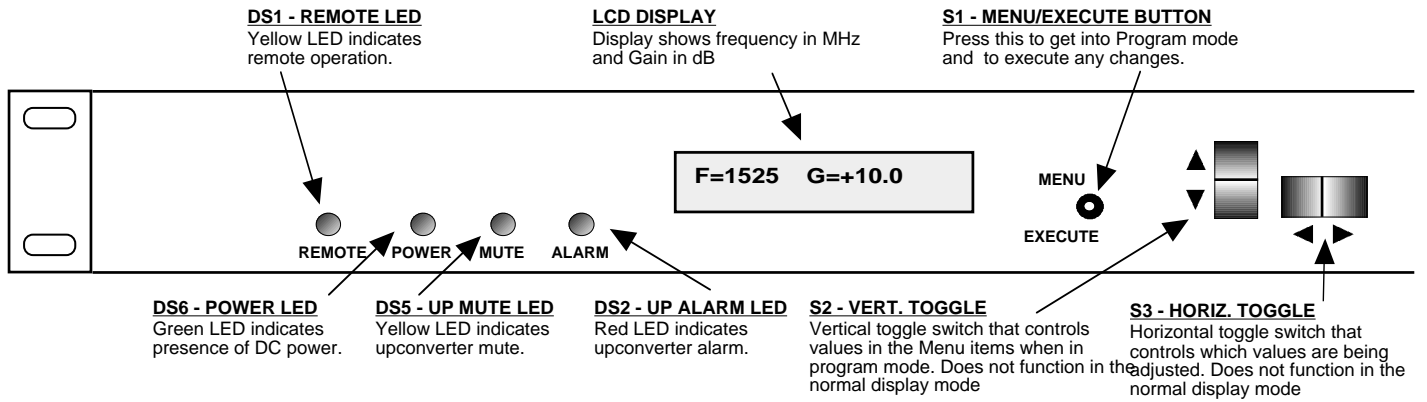 DS1 - REMOTE LED
Yellow LED indicates
remote operation.
LCD DISPLAY
Display shows frequency in MHz
and Gain in dB
S1 - MENU/EXECUTE BUTTON
Press this to get into Program mode
and to execute any changes.
F=1525 G=+10.0
MENU
EXECUTE
REMOTE
POWER
MUTE
ALARM
DS6 - POWER LED
Green LED indicates
presence of DC power.
DS5 - UP MUTE LED
Yellow LED indicates
upconverter mute.
DS2 - UP ALARM LED
Red LED indicates
upconverter alarm.
S2 - VERT. TOGGLE
Vertical toggle switch that controls
values in the Menu items when in
program mode. Does not function in the
normal display mode
S3 - HORIZ. TOGGLE
Horizontal toggle switch that
controls which values are being
adjusted. Does not function in the
normal display mode